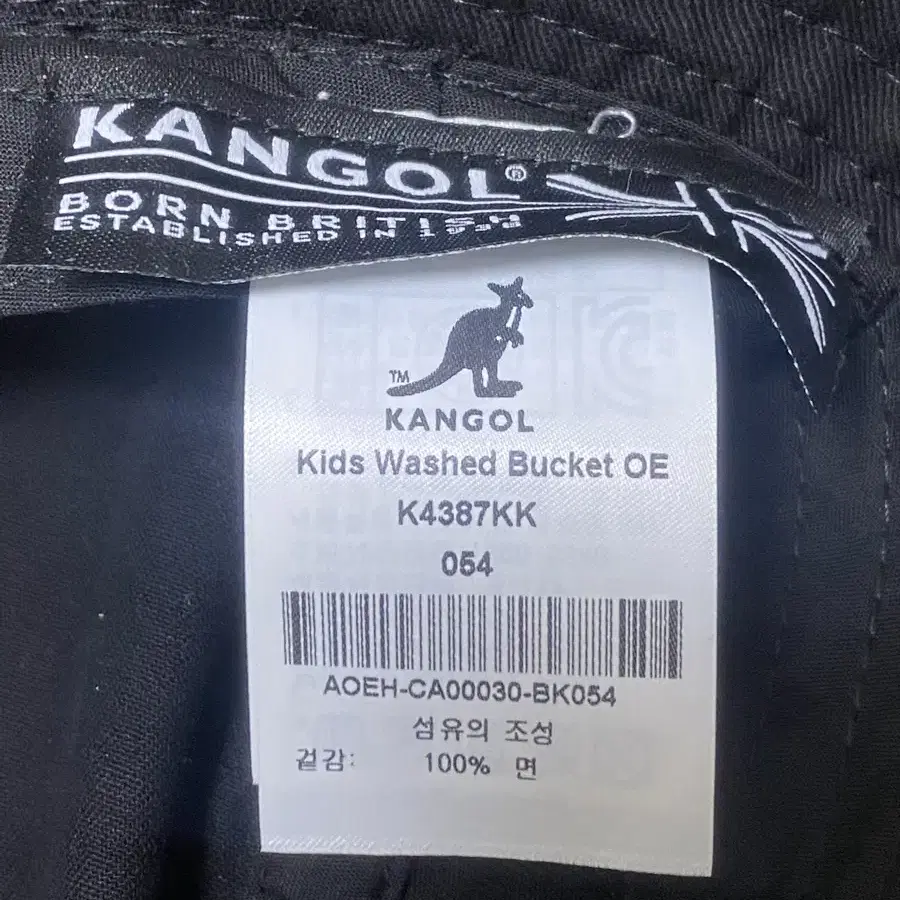 KANGOL®
BORN BRITISH
ESTABLISHED IN 1938
TM
KANGOL
Kids Washed Bucket OE
K4387KK
054
AOEH-CA00030-BK054
섬유의 조성
겉감: 100% 면